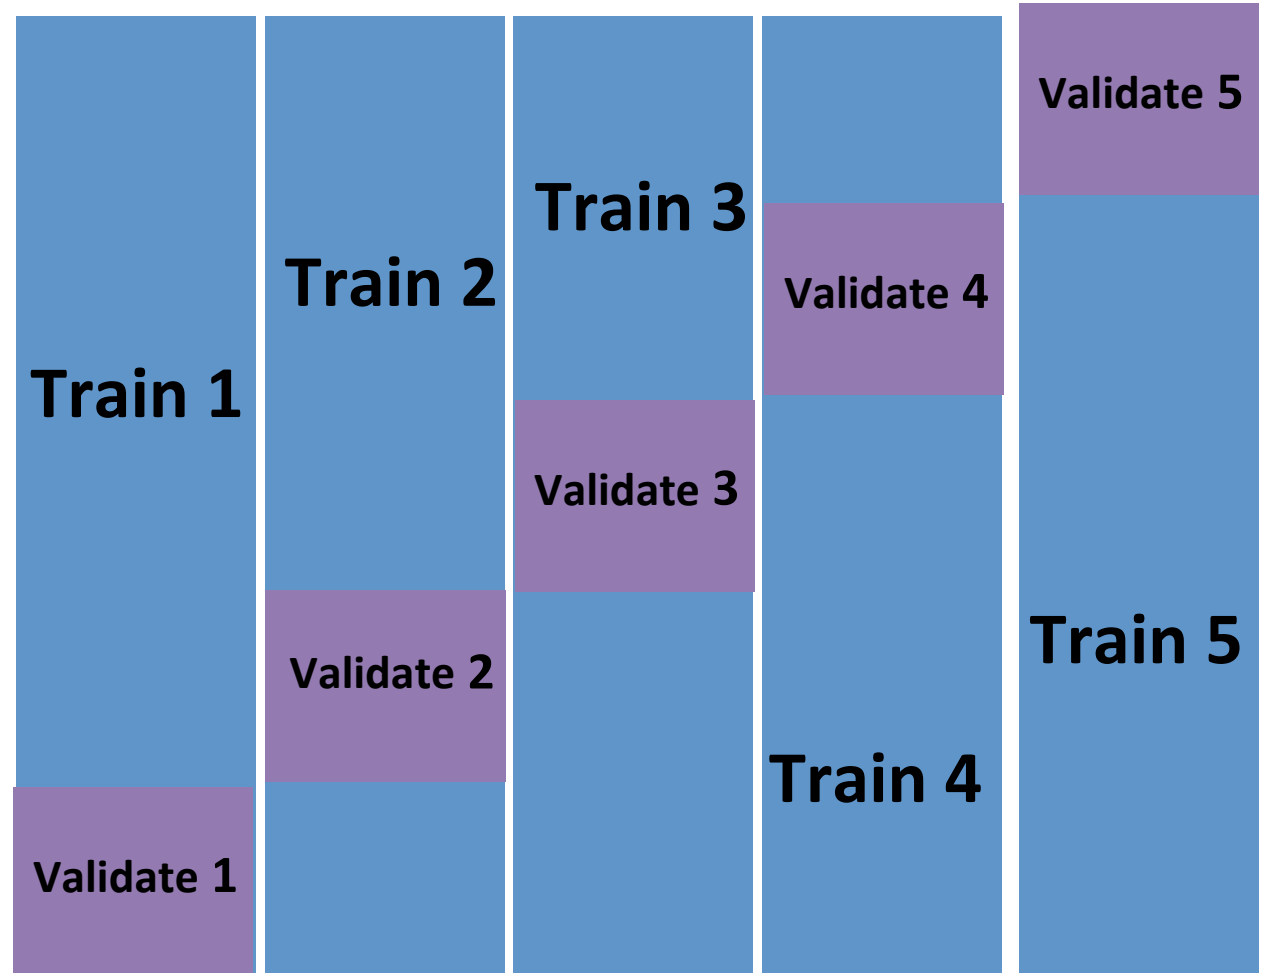 Train 1
Validate 1
Train 2
Validate 2
Train 3
Validate 3
Validate 4
Train 4
Validate 5
Train 5